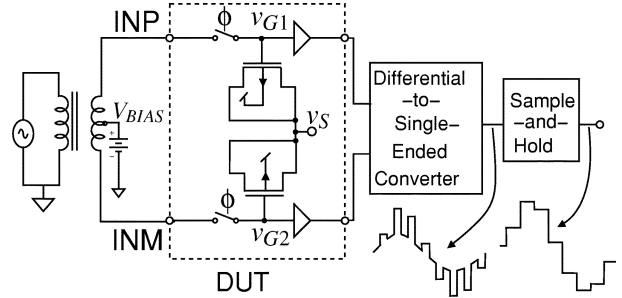 INP
ϕ
vG1
VBIAS
+
-
vS
ϕ
vG2
INM
DUT
Differential
-to-
Single-
Ended
Converter
Sample
-and-
Hold